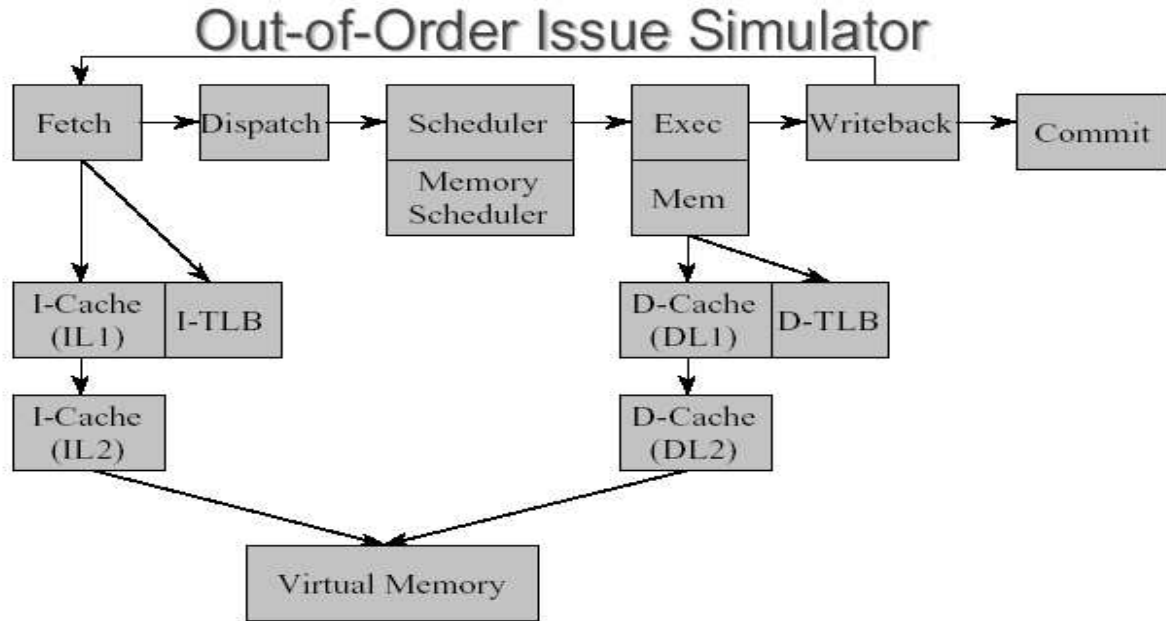 Out-of-Order Issue Simulator
Fetch
Dispatch
Scheduler
Exec
Writeback
Commit
Memory
Scheduler
Mem
I-Cache
(IL1)
I-TLB
D-Cache
(DL1)
D-TLB
I-Cache
(IL2)
D-Cache
(DL2)
Virtual Memory